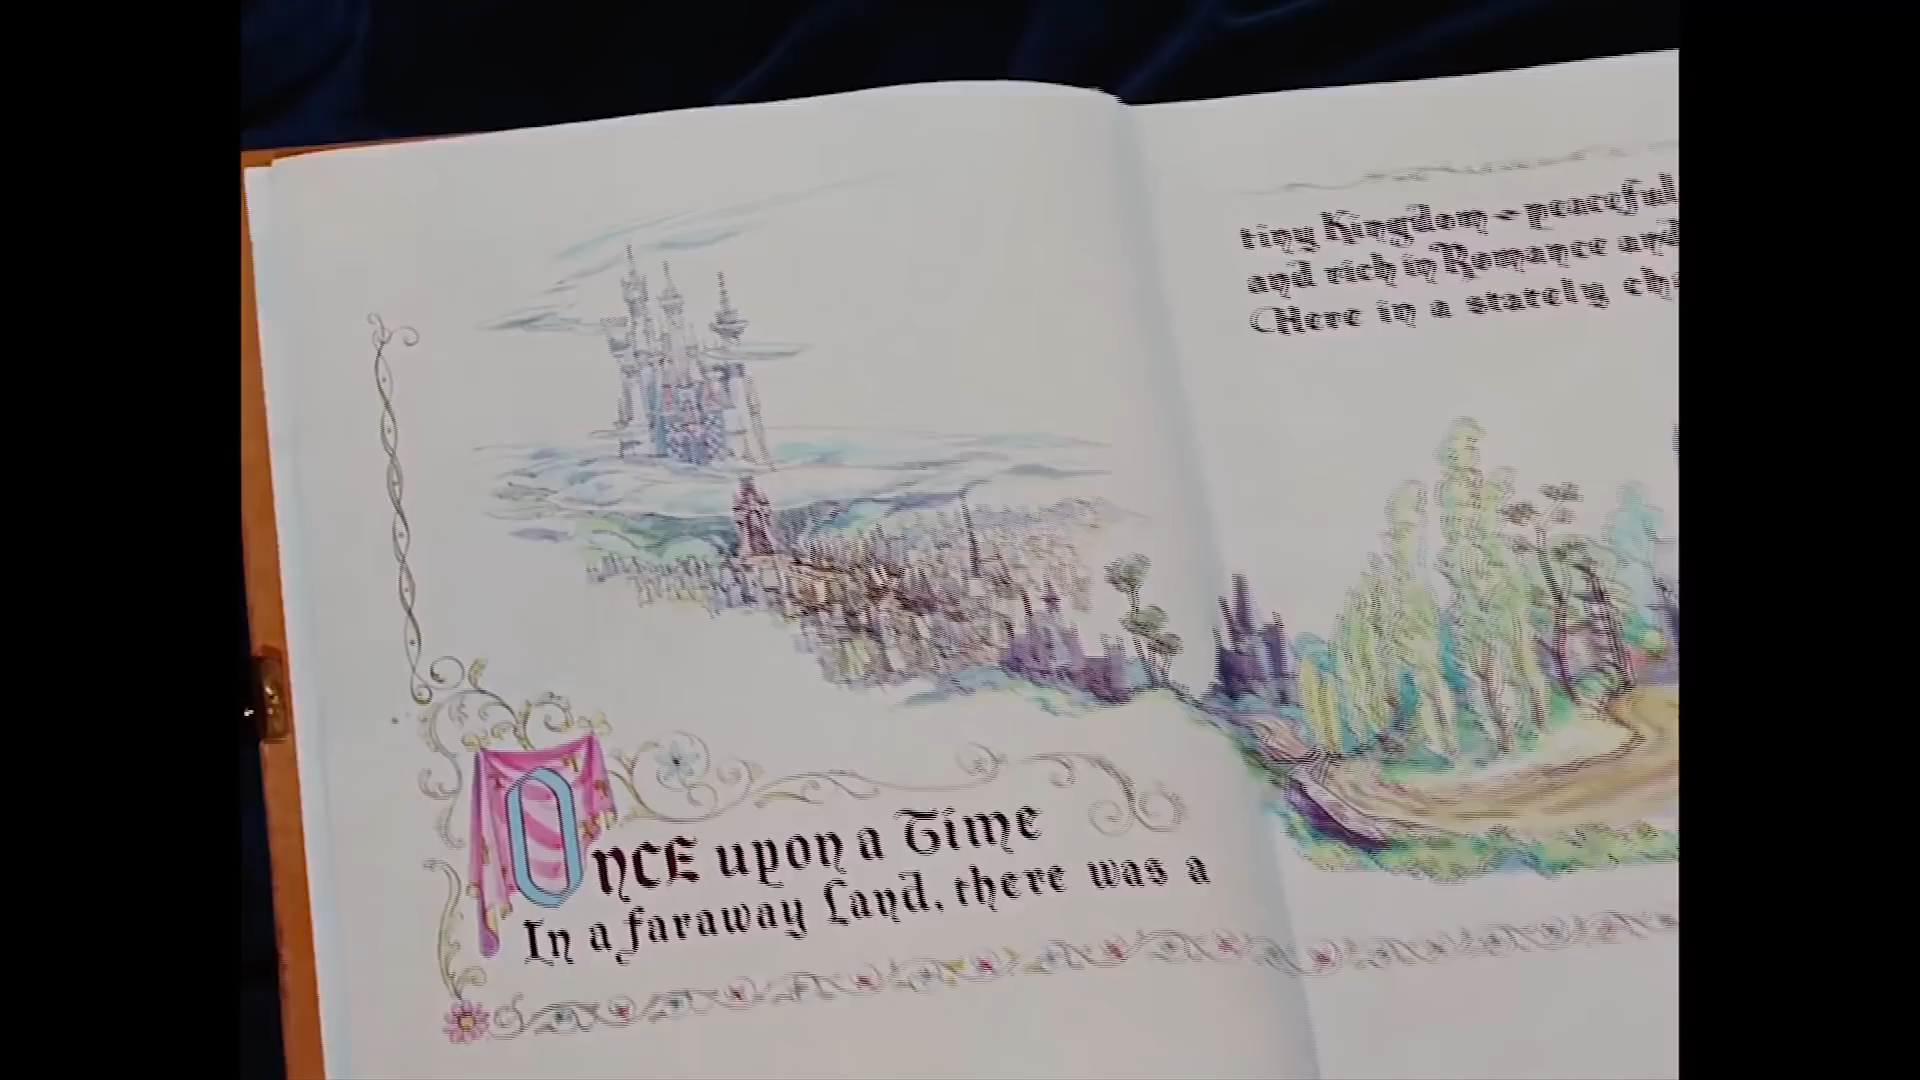 Once upon a Time
In a faraway Land, there was a
tiny Kingdom ~ peaceful
and rich in Romance and
Here in a stately